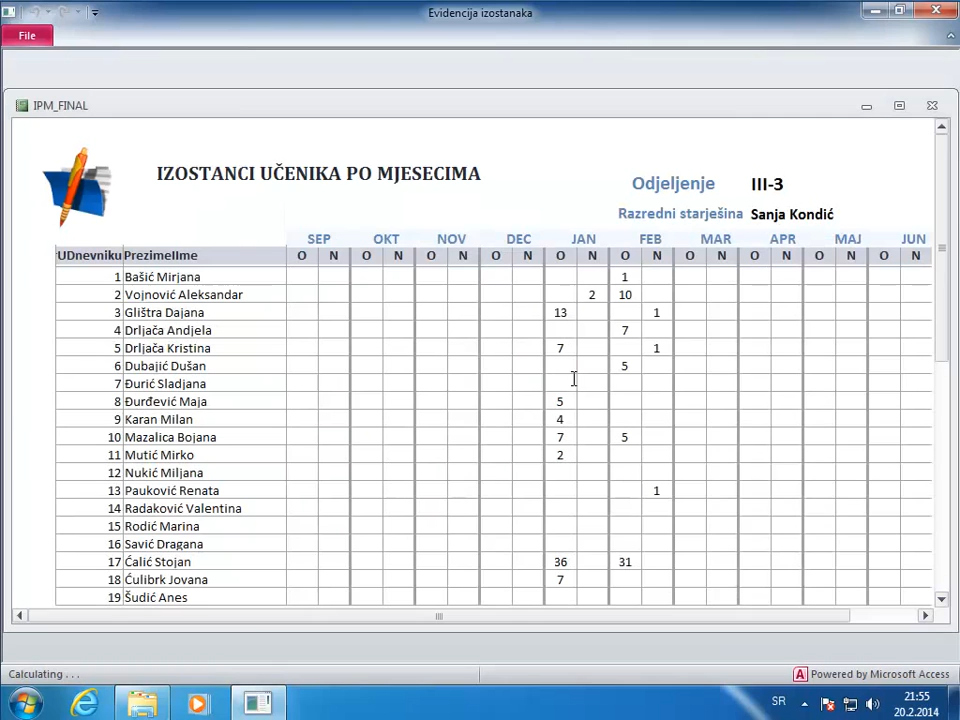 Evidencija izostanaka
File
IPM_FINAL
IZOSTANCI UČENIKA PO MJESECIMA
Odjeljenje III-3
Razredni starješina Sanja Kondić
SEP OKT NOV DEC JAN FEB MAR APR MAJ JUN
UDnevniku PrezimeIme O N O N O N O N O N O N O N O N O N O N
1 Bašić Mirjana 1
2 Vojnović Aleksandar 2 10
3 Glištra Dajana 13 1
4 Drljača Andjela 7
5 Drljača Kristina 7 1
6 Dubajić Dušan 5
7 Đurić Sladjana
8 Đurđević Maja 5
9 Karan Milan 4
10 Mazalica Bojana 7 5
11 Mutić Mirko 2
12 Nukić Miljana
13 Pauković Renata 1
14 Radaković Valentina
15 Rodić Marina
16 Savić Dragana
17 Ćalić Stojan 36 31
18 Ćulibrk Jovana 7
19 Šudić Anes
Calculating . . .
Powered by Microsoft Access
SR
21:55
20.2.2014